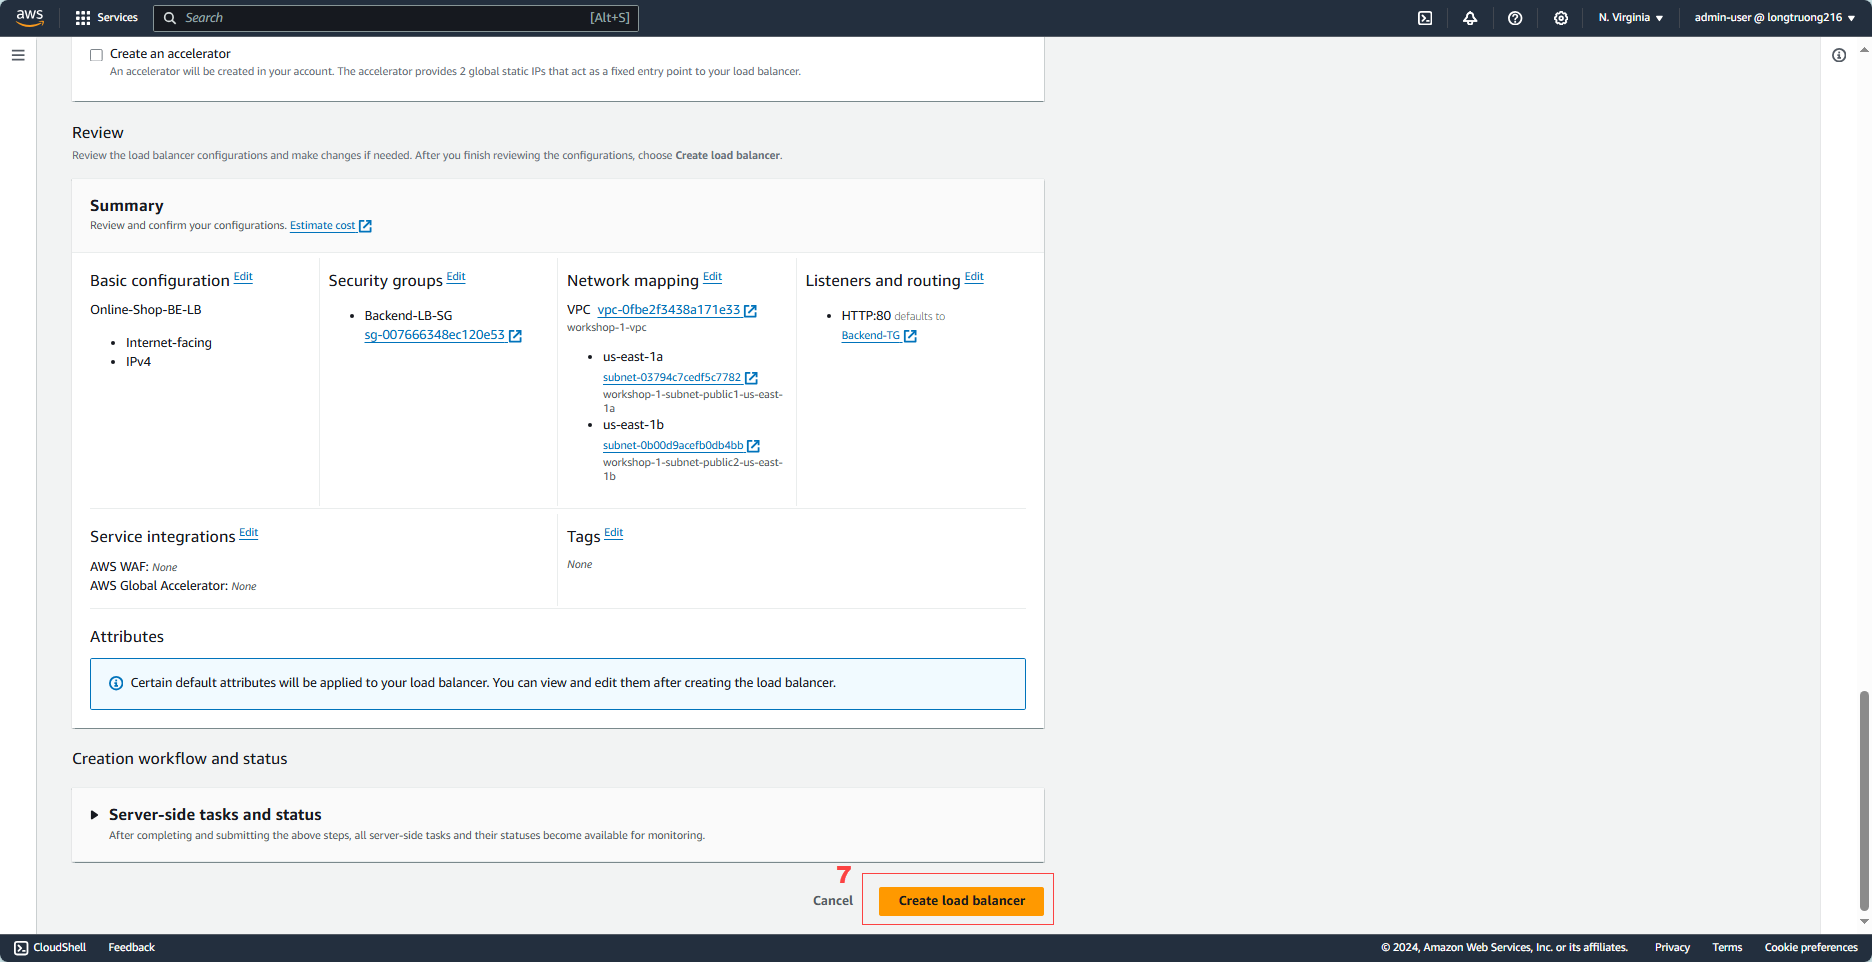 aws Services Search [Alt+S] N. Virginia admin-user @ longtruong216
Create an accelerator
An accelerator will be created in your account. The accelerator provides 2 global static IPs that act as a fixed entry point to your load balancer.
Review
Review the load balancer configurations and make changes if needed. After you finish reviewing the configurations, choose Create load balancer.
Summary
Review and confirm your configurations. Estimate cost
Basic configuration Edit
Online-Shop-BE-LB
• Internet-facing
• IPv4
Security groups Edit
• Backend-LB-SG
sg-007666348ec120e53
Network mapping Edit
VPC vpc-0fbe2f3438a171e33
workshop-1-vpc
• us-east-1a
subnet-03794c7cedf5c7782
workshop-1-subnet-public1-us-east-
1a
• us-east-1b
subnet-0b00d9acefb0db4bb
workshop-1-subnet-public2-us-east-
1b
Listeners and routing Edit
• HTTP:80 defaults to
Backend-TG
Service integrations Edit
AWS WAF: None
AWS Global Accelerator: None
Tags Edit
None
Attributes
Certain default attributes will be applied to your load balancer. You can view and edit them after creating the load balancer.
Creation workflow and status
Server-side tasks and status
After completing and submitting the above steps, all server-side tasks and their statuses become available for monitoring.
7
Cancel Create load balancer
CloudShell Feedback © 2024, Amazon Web Services, Inc. or its affiliates. Privacy Terms Cookie preferences